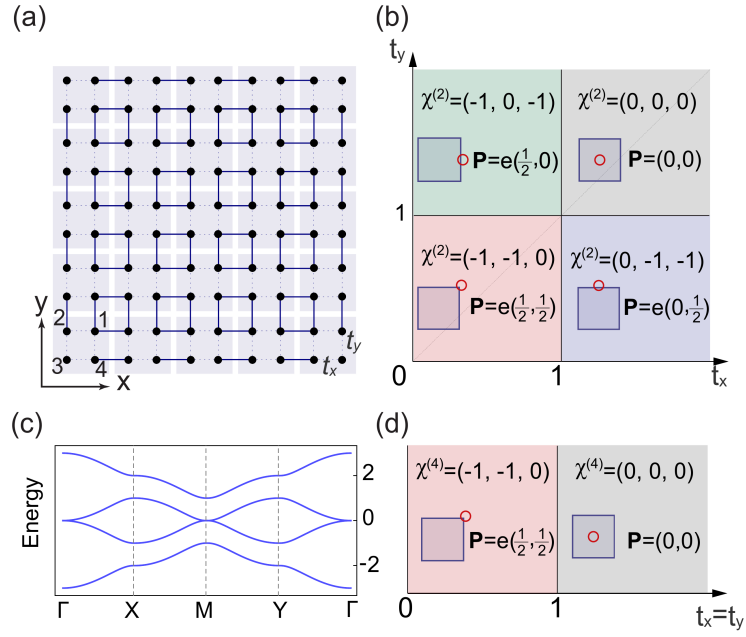 (a)
y
2 1
3 4
x
t_y
t_x
(b)
t_y
χ⁽²⁾=(-1, 0, -1)
P=e(1/2,0)
χ⁽²⁾=(0, 0, 0)
P=(0,0)
1
χ⁽²⁾=(-1, -1, 0)
P=e(1/2,1/2)
χ⁽²⁾=(0, -1, -1)
P=e(0,1/2)
0 1 t_x
(c)
Energy
2
0
-2
Γ X M Y Γ
(d)
χ⁽⁴⁾=(-1, -1, 0)
P=e(1/2,1/2)
χ⁽⁴⁾=(0, 0, 0)
P=(0,0)
0 1 t_x=t_y